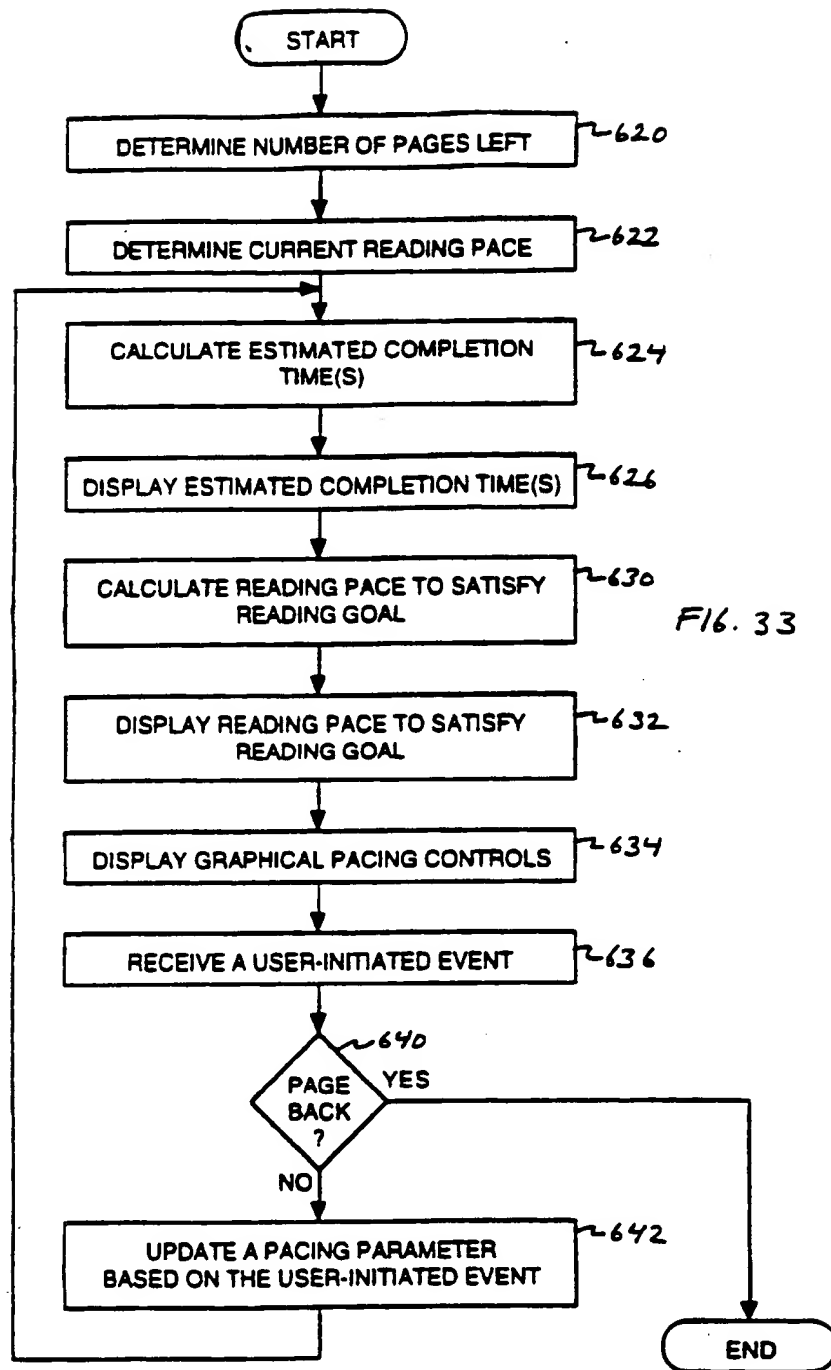 START
DETERMINE NUMBER OF PAGES LEFT
620
DETERMINE CURRENT READING PACE
622
CALCULATE ESTIMATED COMPLETION
TIME(S)
624
DISPLAY ESTIMATED COMPLETION TIME(S)
626
CALCULATE READING PACE TO SATISFY
READING GOAL
630
FIG. 33
DISPLAY READING PACE TO SATISFY
READING GOAL
632
DISPLAY GRAPHICAL PACING CONTROLS
634
RECEIVE A USER-INITIATED EVENT
636
640
PAGE
BACK
?
YES
NO
UPDATE A PACING PARAMETER
BASED ON THE USER-INITIATED EVENT
642
END